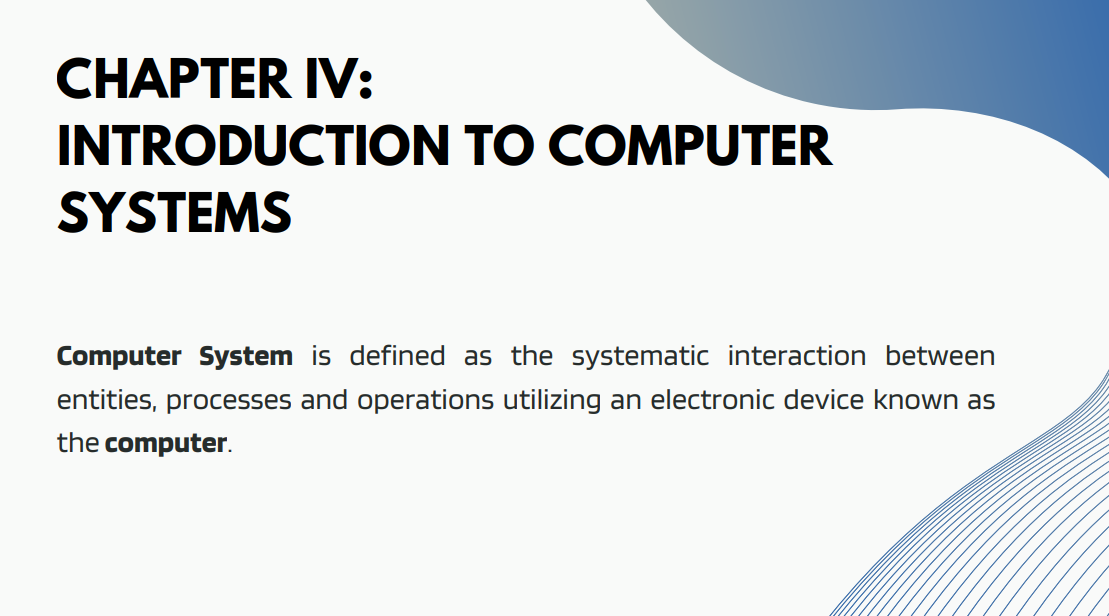 CHAPTER IV:
INTRODUCTION TO COMPUTER
SYSTEMS
Computer System is defined as the systematic interaction between
entities, processes and operations utilizing an electronic device known as
the computer.